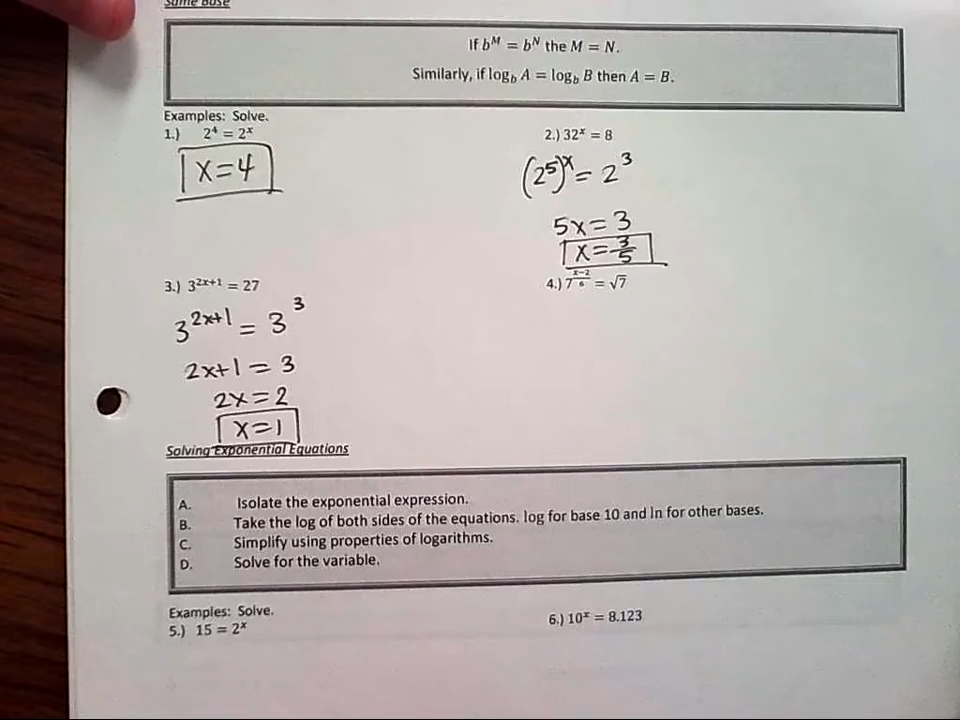 Same Base
If b^M = b^N the M = N.
Similarly, if log_b A = log_b B then A = B.
Examples: Solve.
1.) 2^4 = 2^x
x=4
2.) 32^x = 8
(2^5)^x = 2^3
5x = 3
x = 3/5
3.) 3^{2x+1} = 27
3^{2x+1} = 3^3
2x+1 = 3
2x = 2
x=1
4.) 7^{(x-2)/6} = √7
Solving Exponential Equations
A. Isolate the exponential expression.
B. Take the log of both sides of the equations. log for base 10 and ln for other bases.
C. Simplify using properties of logarithms.
D. Solve for the variable.
Examples: Solve.
5.) 15 = 2^x
6.) 10^x = 8.123